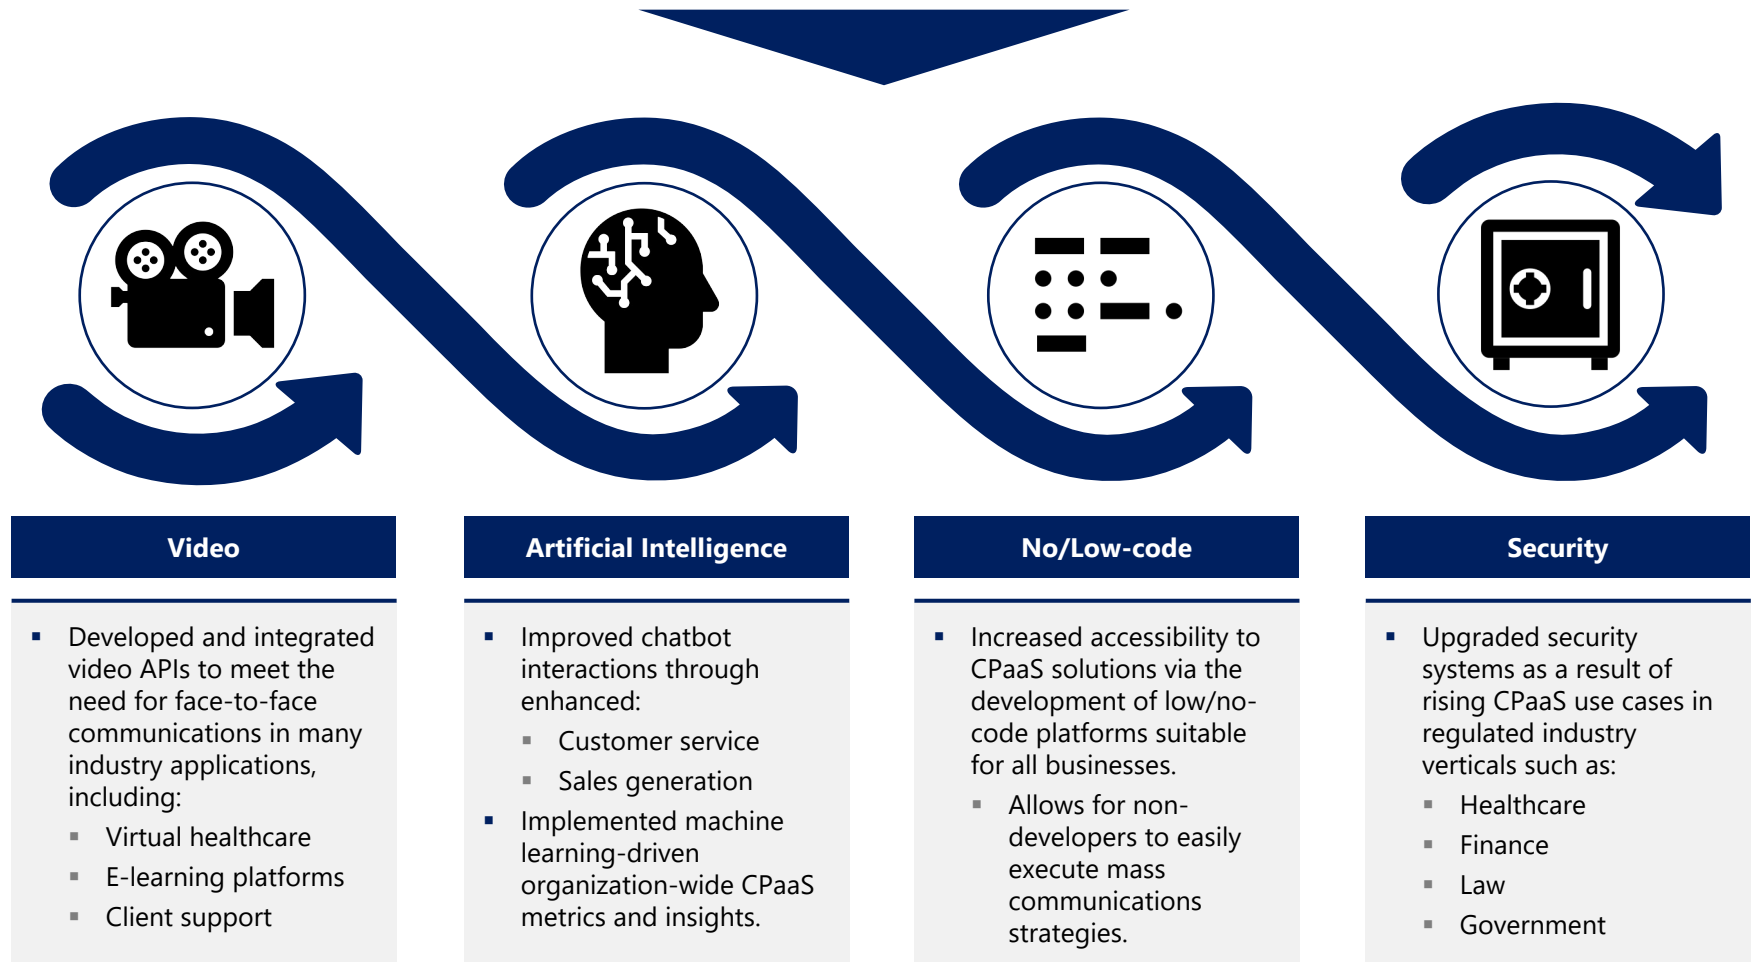 Video
Developed and integrated
video APIs to meet the
need for face-to-face
communications in many
industry applications,
including:
Virtual healthcare
E-learning platforms
Client support
Artificial Intelligence
Improved chatbot
interactions through
enhanced:
Customer service
Sales generation
Implemented machine
learning-driven
organization-wide CPaaS
metrics and insights.
No/Low-code
Increased accessibility to
CPaaS solutions via the
development of low/no-
code platforms suitable
for all businesses.
Allows for non-
developers to easily
execute mass
communications
strategies.
Security
Upgraded security
systems as a result of
rising CPaaS use cases in
regulated industry
verticals such as:
Healthcare
Finance
Law
Government